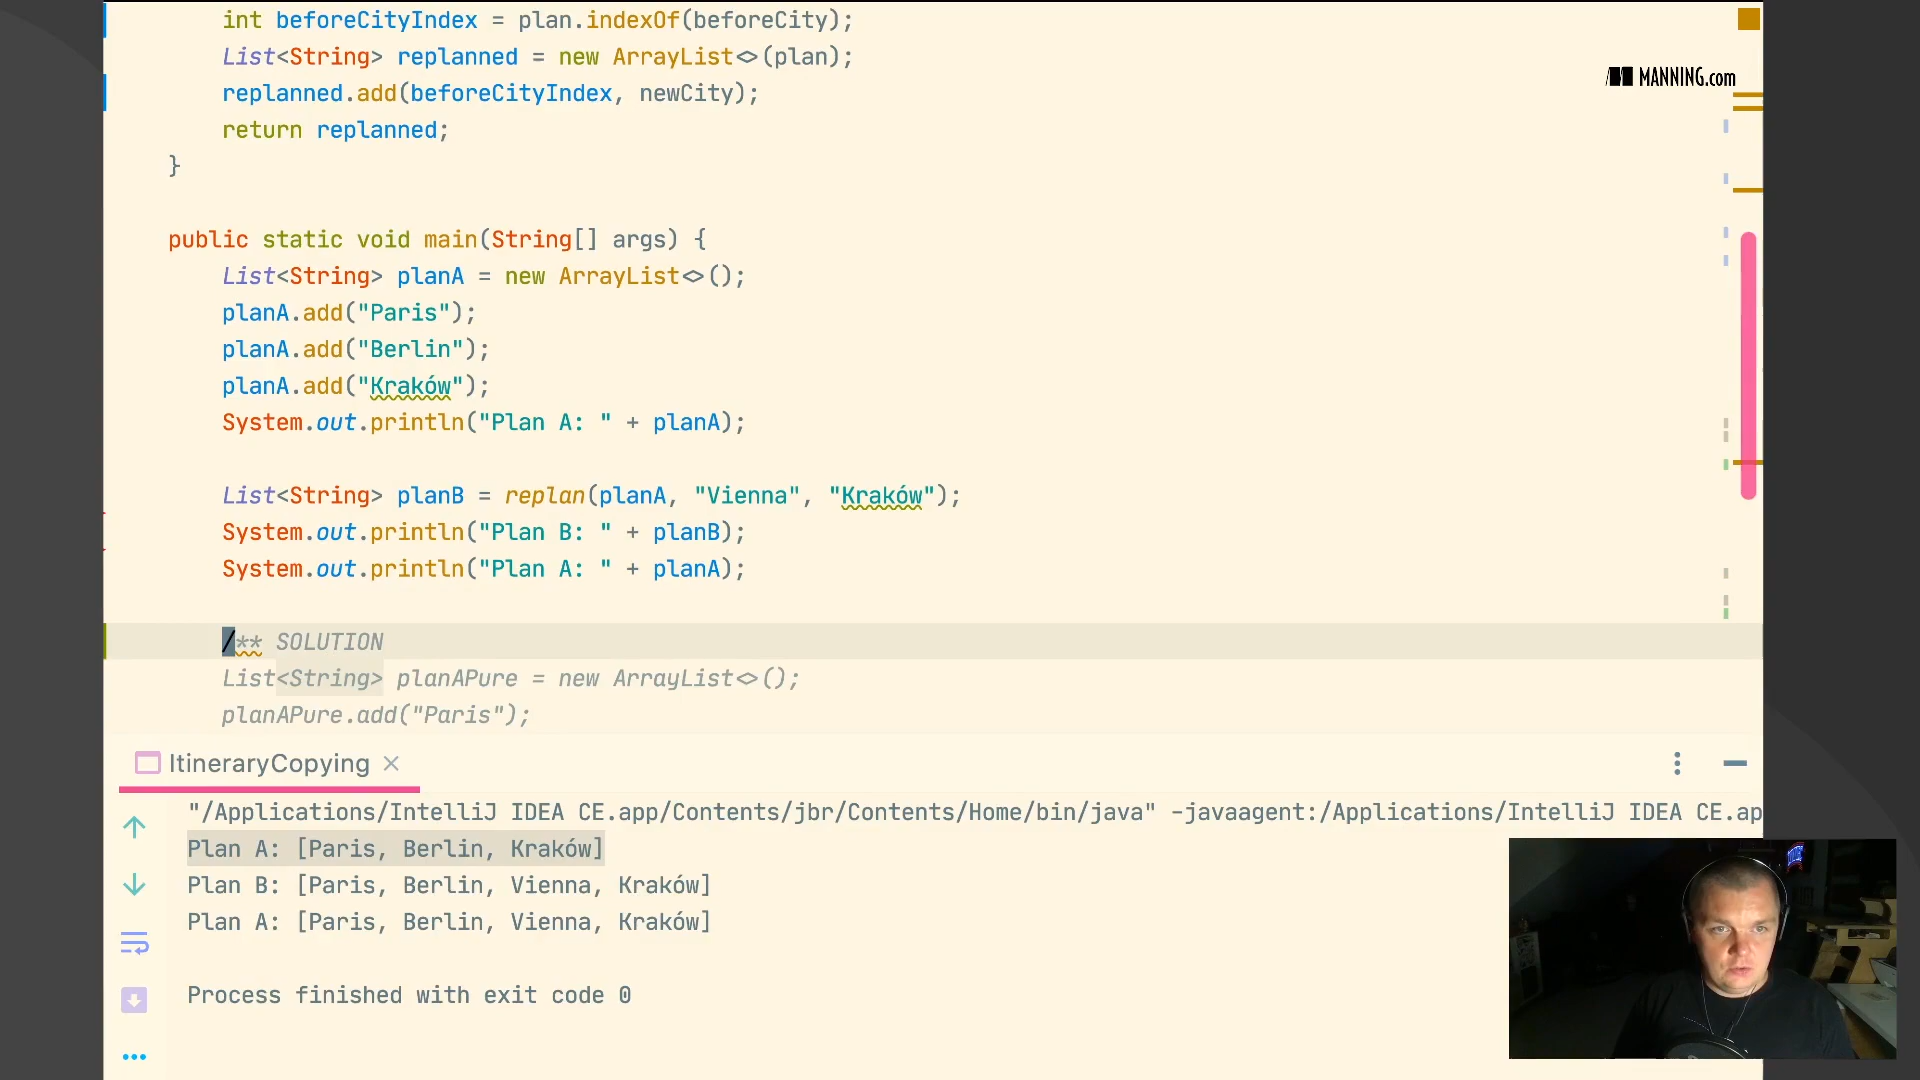 int beforeCityIndex = plan.indexOf(beforeCity);
List<String> replanned = new ArrayList<>(plan);
MANNING.com
replanned.add(beforeCityIndex, newCity);
return replanned;
}
public static void main(String[] args) {
List<String> planA = new ArrayList<>();
planA.add("Paris");
planA.add("Berlin");
planA.add("Kraków");
System.out.println("Plan A: " + planA);
List<String> planB = replan(planA, "Vienna", "Kraków");
System.out.println("Plan B: " + planB);
System.out.println("Plan A: " + planA);
/** SOLUTION
List<String> planAPure = new ArrayList<>();
planAPure.add("Paris");
ItineraryCopying
"/Applications/IntelliJ IDEA CE.app/Contents/jbr/Contents/Home/bin/java" -javaagent:/Applications/IntelliJ IDEA CE.ap
Plan A: [Paris, Berlin, Kraków]
Plan B: [Paris, Berlin, Vienna, Kraków]
Plan A: [Paris, Berlin, Vienna, Kraków]
Process finished with exit code 0